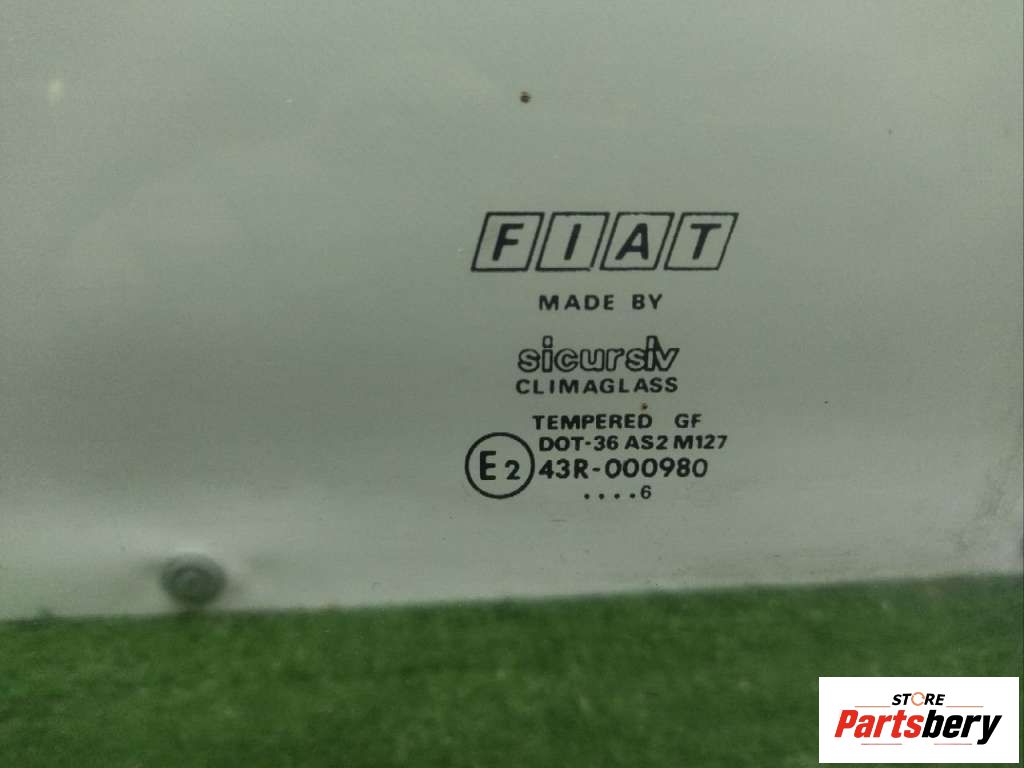 FIAT
MADE BY
sicursiv
CLIMAGLASS
TEMPERED GF
DOT-36 AS2 M127
E2 43R-000980
....6
STORE
Partsbery